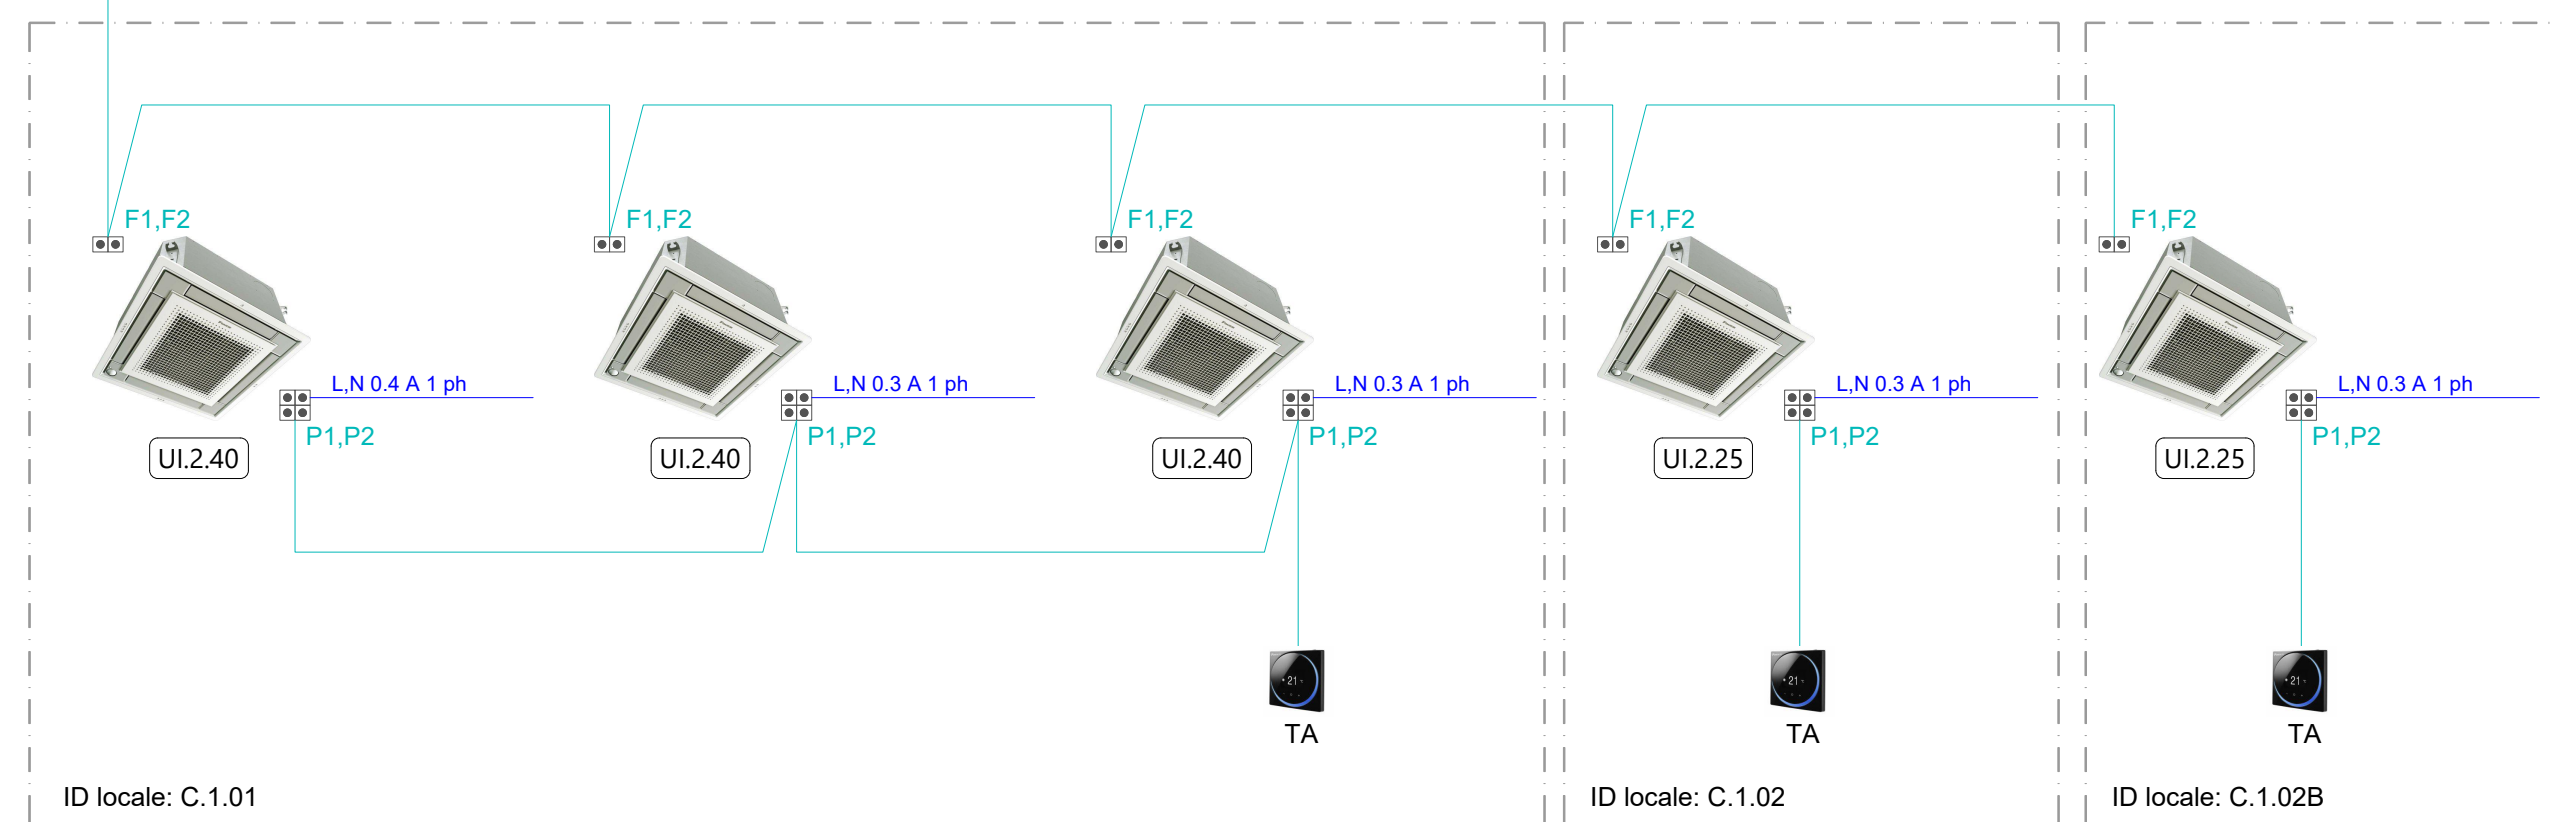 F1,F2 F1,F2 F1,F2 F1,F2 F1,F2
L,N 0.4 A 1 ph L,N 0.3 A 1 ph L,N 0.3 A 1 ph L,N 0.3 A 1 ph L,N 0.3 A 1 ph
P1,P2 P1,P2 P1,P2 P1,P2 P1,P2
UI.2.40 UI.2.40 UI.2.40 UI.2.25 UI.2.25
21 21 21
TA TA TA
ID locale: C.1.01 ID locale: C.1.02 ID locale: C.1.02B